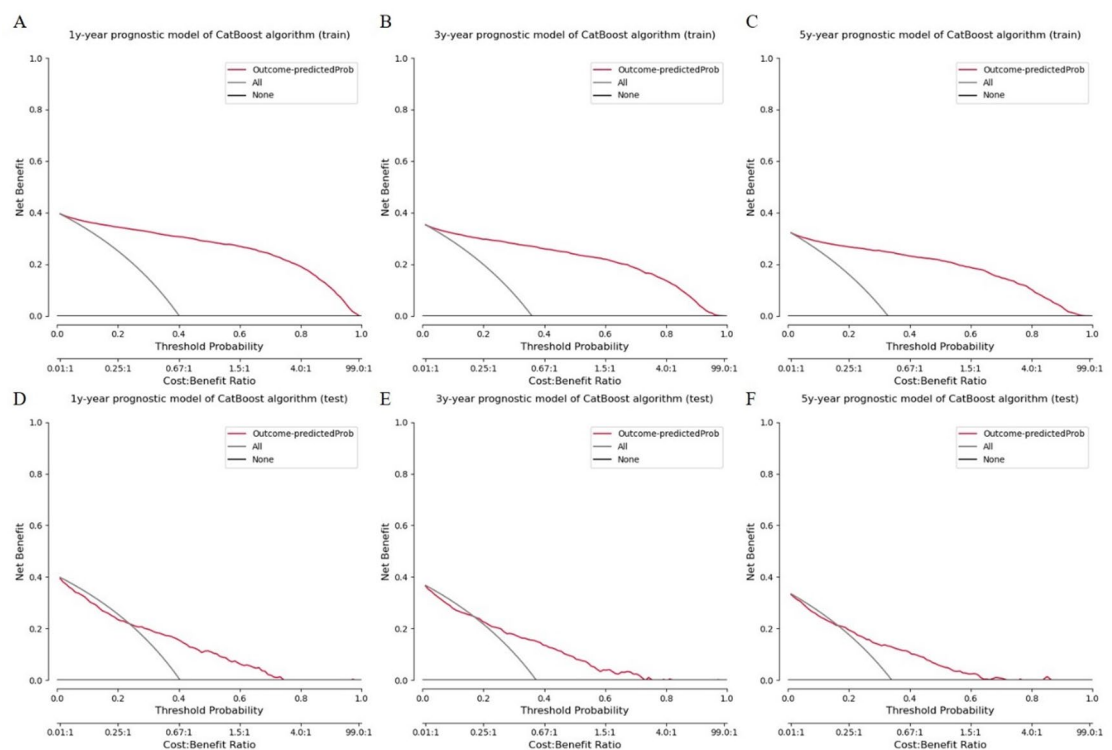 A
1y-year prognostic model of CatBoost algorithm (train)
Outcome-predictedProb
All
None
1.0
0.8
0.6
0.4
0.2
0.0
Net Benefit
0.0 0.2 0.4 0.6 0.8 1.0
Threshold Probability
0.01:1 0.25:1 0.67:1 1.5:1 4.0:1 99.0:1
Cost:Benefit Ratio
B
3y-year prognostic model of CatBoost algorithm (train)
Outcome-predictedProb
All
None
1.0
0.8
0.6
0.4
0.2
0.0
Net Benefit
0.0 0.2 0.4 0.6 0.8 1.0
Threshold Probability
0.01:1 0.25:1 0.67:1 1.5:1 4.0:1 99.0:1
Cost:Benefit Ratio
C
5y-year prognostic model of CatBoost algorithm (train)
Outcome-predictedProb
All
None
1.0
0.8
0.6
0.4
0.2
0.0
Net Benefit
0.0 0.2 0.4 0.6 0.8 1.0
Threshold Probability
0.01:1 0.25:1 0.67:1 1.5:1 4.0:1 99.0:1
Cost:Benefit Ratio
D
1y-year prognostic model of CatBoost algorithm (test)
Outcome-predictedProb
All
None
1.0
0.8
0.6
0.4
0.2
0.0
Net Benefit
0.0 0.2 0.4 0.6 0.8 1.0
Threshold Probability
0.01:1 0.25:1 0.67:1 1.5:1 4.0:1 99.0:1
Cost:Benefit Ratio
E
3y-year prognostic model of CatBoost algorithm (test)
Outcome-predictedProb
All
None
1.0
0.8
0.6
0.4
0.2
0.0
Net Benefit
0.0 0.2 0.4 0.6 0.8 1.0
Threshold Probability
0.01:1 0.25:1 0.67:1 1.5:1 4.0:1 99.0:1
Cost:Benefit Ratio
F
5y-year prognostic model of CatBoost algorithm (test)
Outcome-predictedProb
All
None
1.0
0.8
0.6
0.4
0.2
0.0
Net Benefit
0.0 0.2 0.4 0.6 0.8 1.0
Threshold Probability
0.01:1 0.25:1 0.67:1 1.5:1 4.0:1 99.0:1
Cost:Benefit Ratio